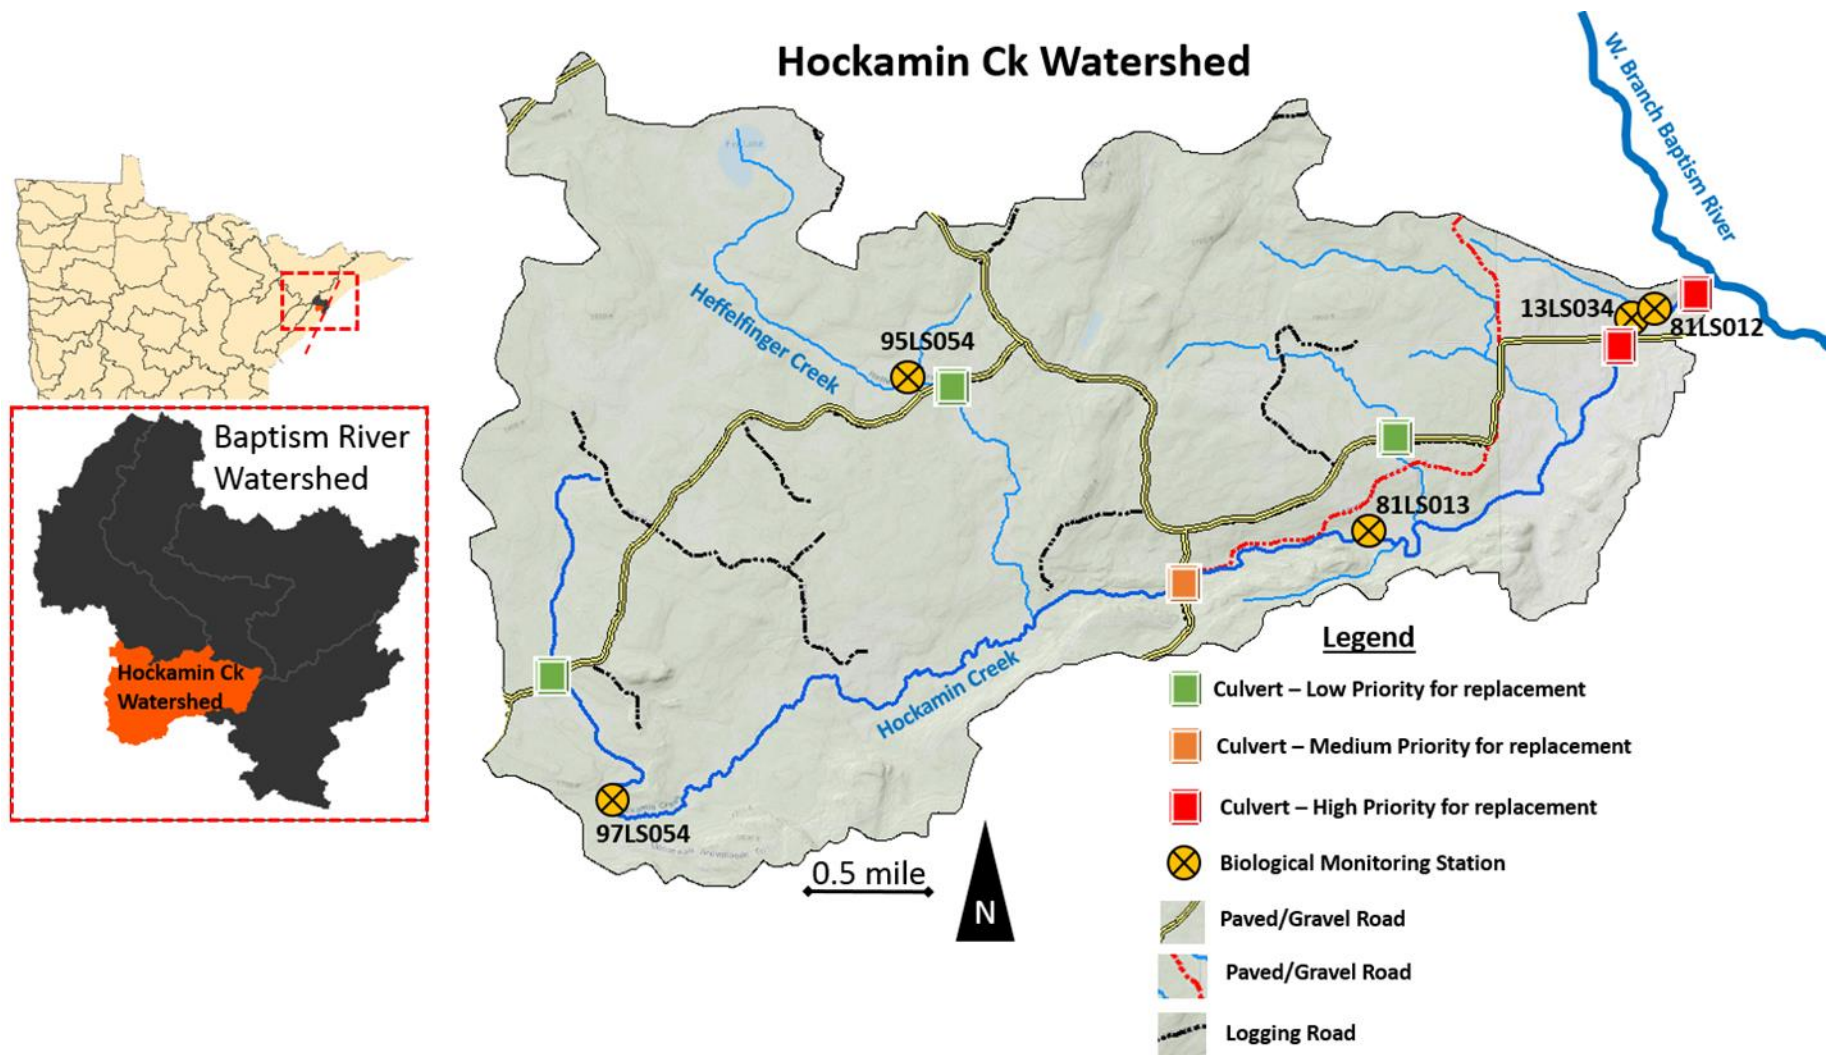 Hockamin Ck Watershed
W. Branch Baptism River
Heffelfinger Creek
95LS054
13LS034
81LS012
81LS013
Hockamin Creek
97LS054
0.5 mile
N
Baptism River
Watershed
Hockamin Ck
Watershed
Legend
Culvert – Low Priority for replacement
Culvert – Medium Priority for replacement
Culvert – High Priority for replacement
Biological Monitoring Station
Paved/Gravel Road
Paved/Gravel Road
Logging Road